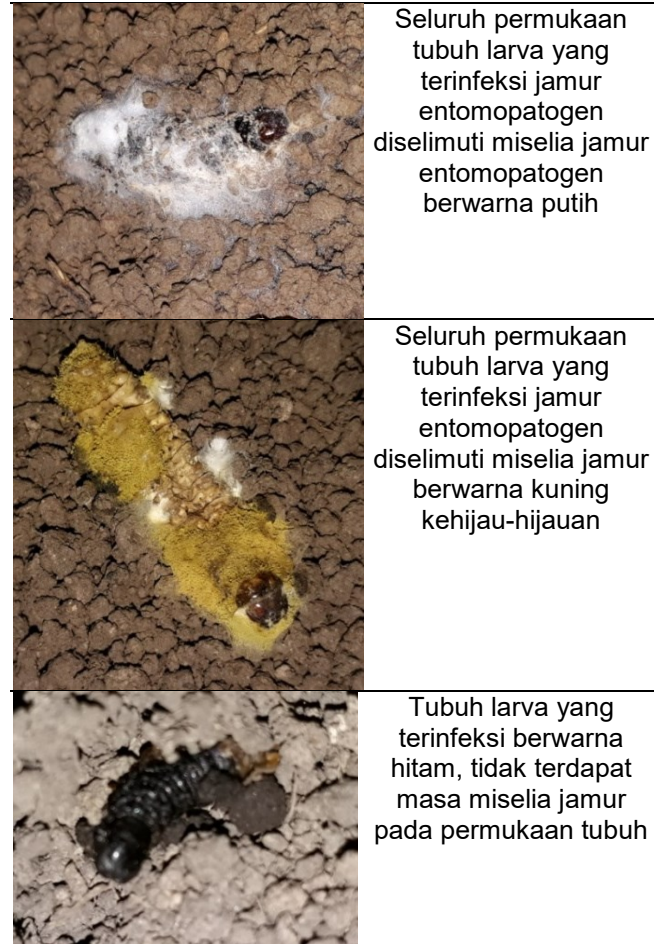 Seluruh permukaan
tubuh larva yang
terinfeksi jamur
entomopatogen
diselimuti miselia jamur
entomopatogen
berwarna putih
Seluruh permukaan
tubuh larva yang
terinfeksi jamur
entomopatogen
diselimuti miselia jamur
berwarna kuning
kehijau-hijauan
Tubuh larva yang
terinfeksi berwarna
hitam, tidak terdapat
masa miselia jamur
pada permukaan tubuh